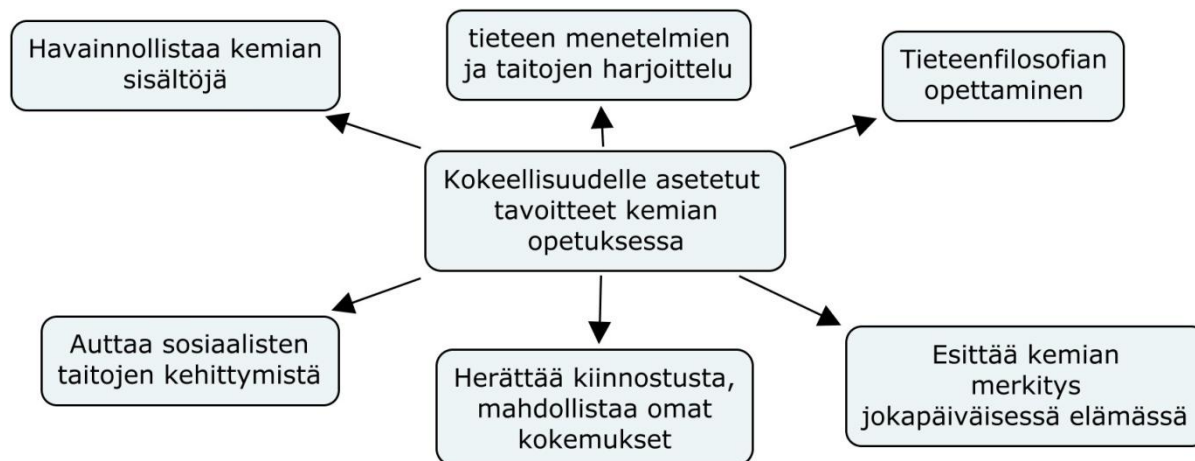 Havainnollistaa kemian
sisältöjä
tieteen menetelmien
ja taitojen harjoittelu
Tieteenfilosofian
opettaminen
Kokeellisuudelle asetetut
tavoitteet kemian
opetuksessa
Auttaa sosiaalisten
taitojen kehittymistä
Herättää kiinnostusta,
mahdollistaa omat
kokemukset
Esittää kemian
merkitys
jokapäiväisessä elämässä